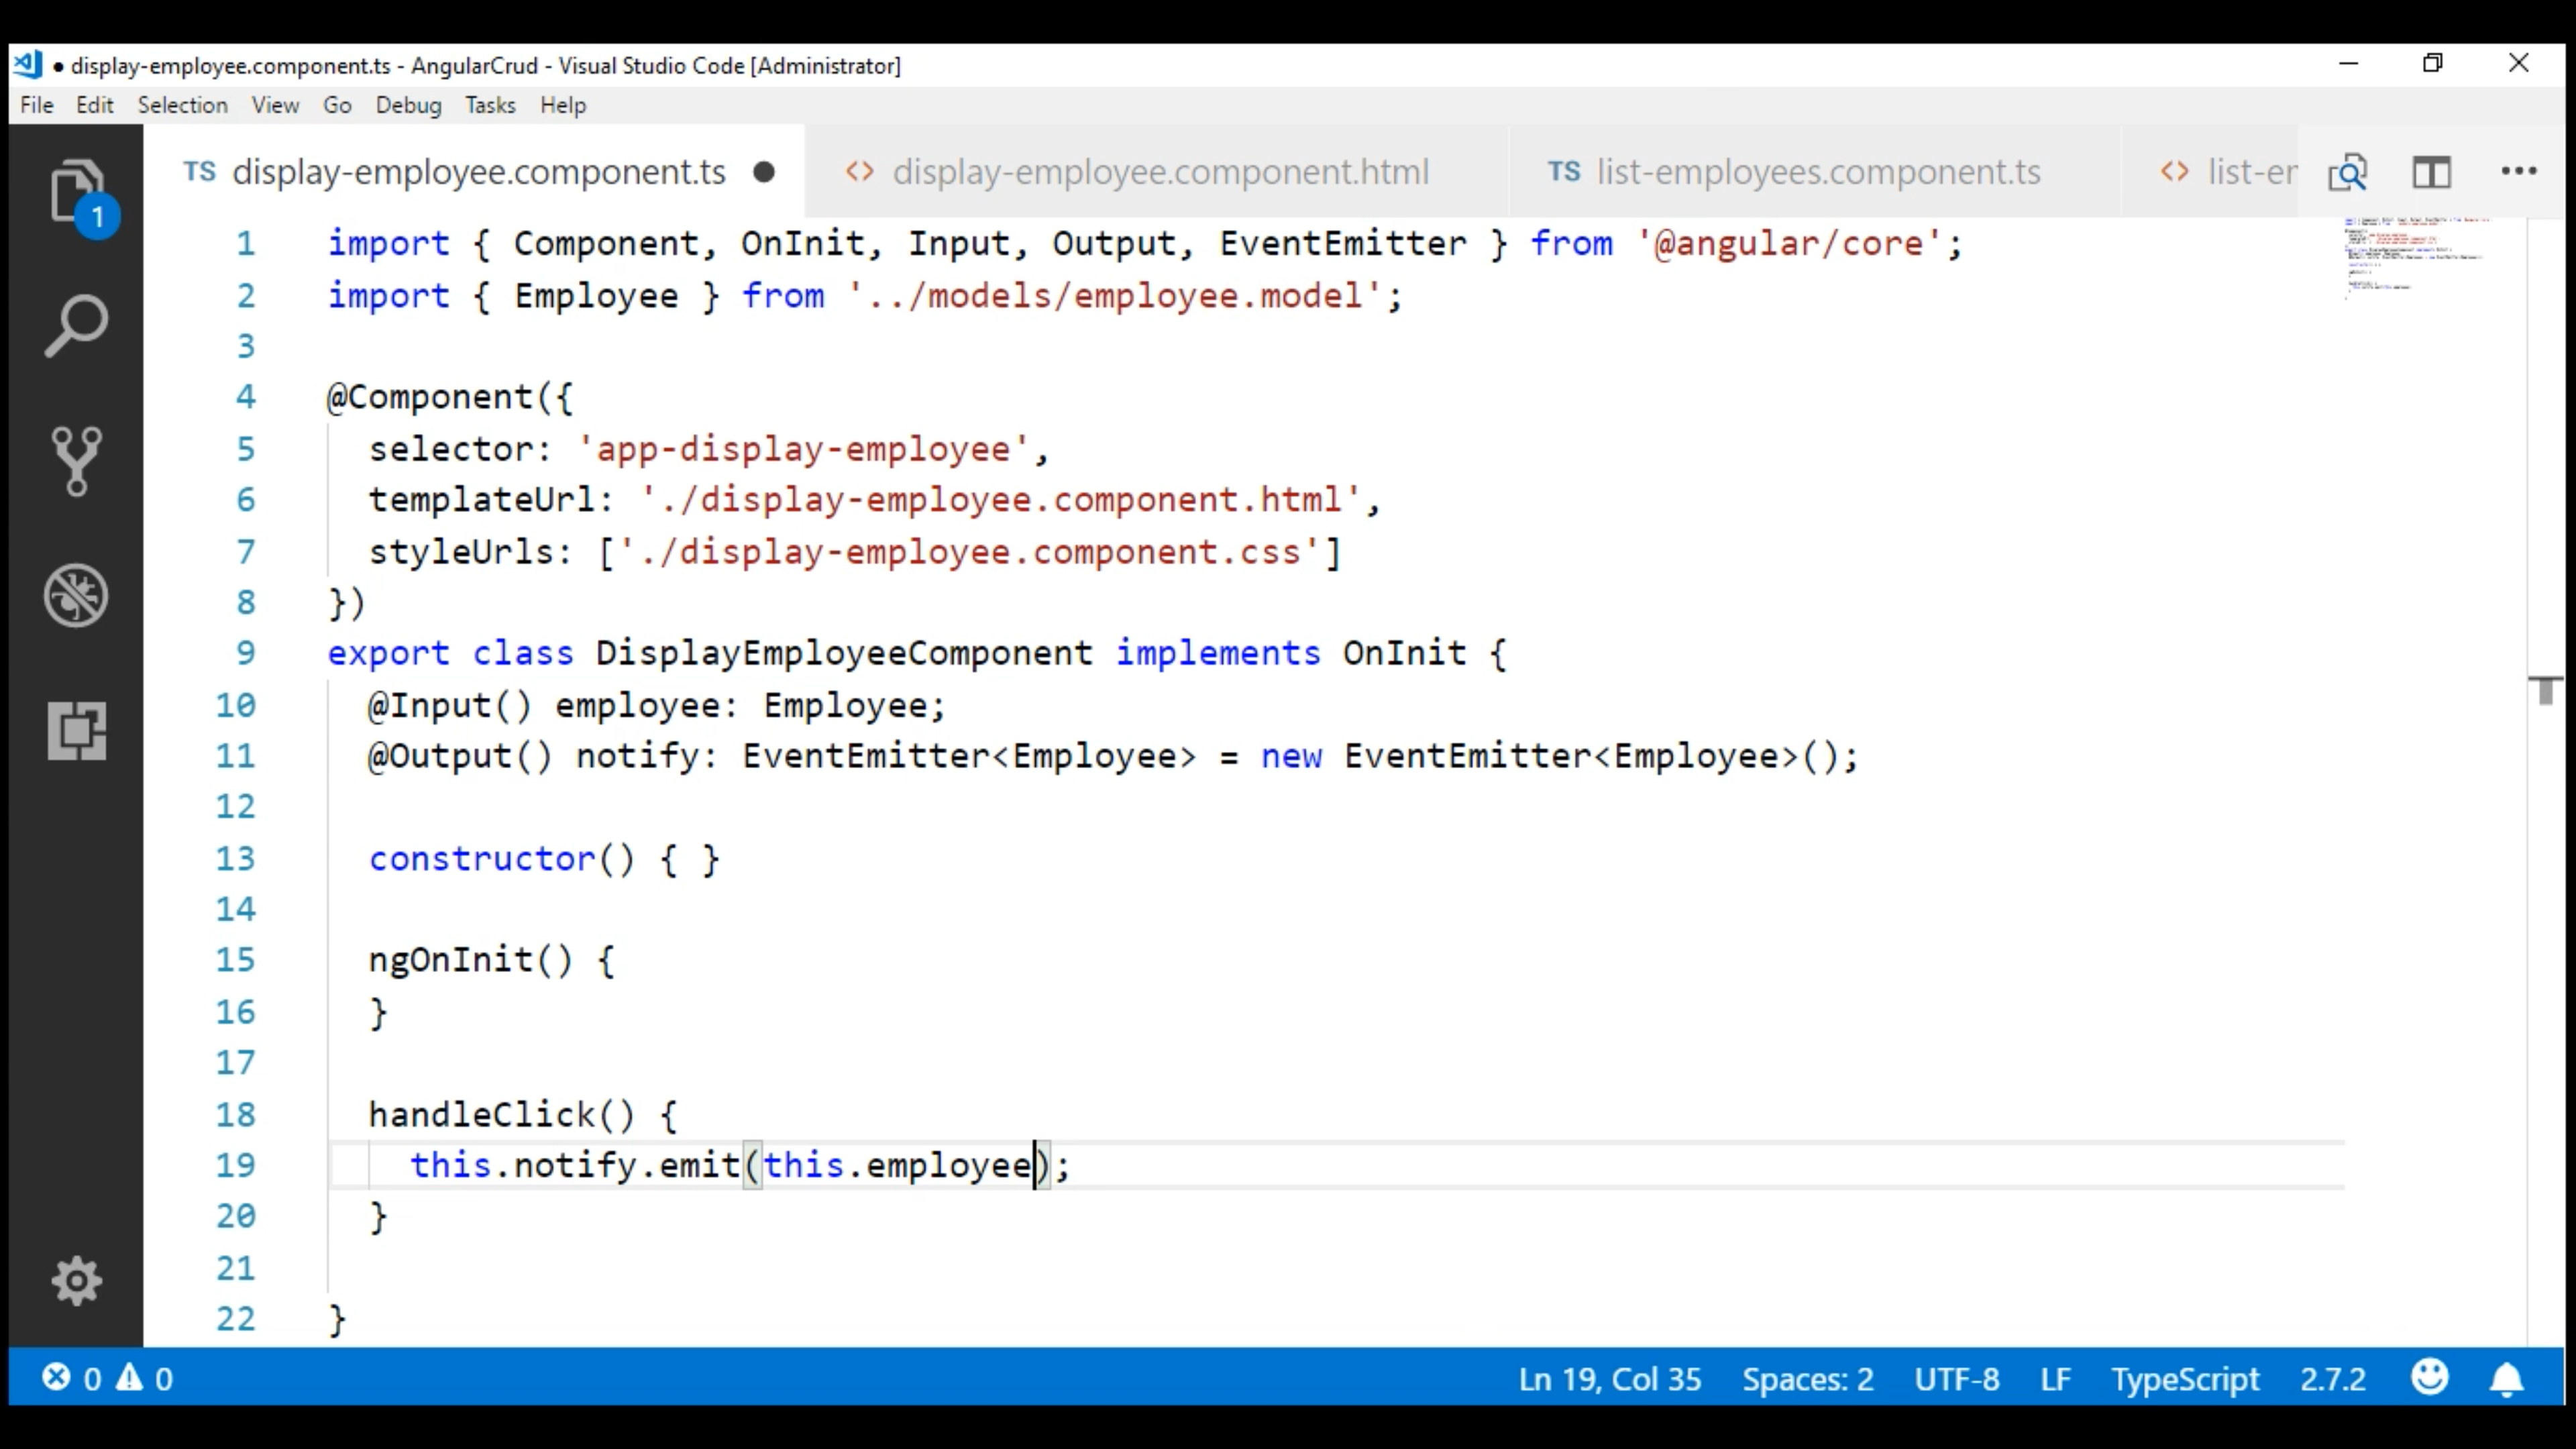 ● display-employee.component.ts - AngularCrud - Visual Studio Code [Administrator]
File Edit Selection View Go Debug Tasks Help
TS display-employee.component.ts ● <> display-employee.component.html TS list-employees.component.ts <> list-er
1
1 import { Component, OnInit, Input, Output, EventEmitter } from '@angular/core';
2 import { Employee } from '../models/employee.model';
3
4 @Component({
5 selector: 'app-display-employee',
6 templateUrl: './display-employee.component.html',
7 styleUrls: ['./display-employee.component.css']
8 })
9 export class DisplayEmployeeComponent implements OnInit {
10 @Input() employee: Employee;
11 @Output() notify: EventEmitter<Employee> = new EventEmitter<Employee>();
12
13 constructor() { }
14
15 ngOnInit() {
16 }
17
18 handleClick() {
19 this.notify.emit(this.employee);
20 }
21
22 }
0 0 Ln 19, Col 35 Spaces: 2 UTF-8 LF TypeScript 2.7.2